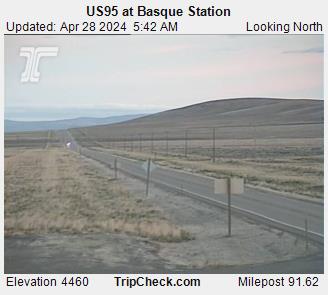 US95 at Basque Station
Updated: Apr 28 2024 5:42 AM Looking North
Elevation 4460 TripCheck.com Milepost 91.62